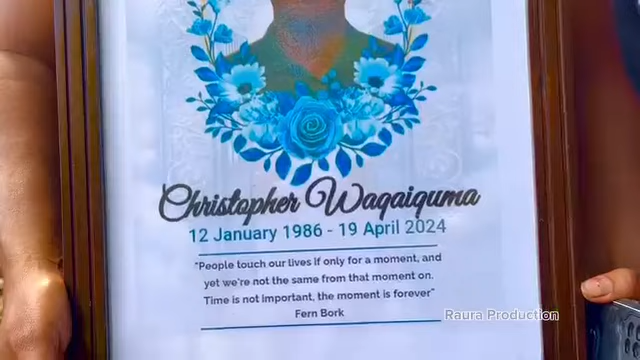 Christopher Waqaiquma
12 January 1986 - 19 April 2024
"People touch our lives if only for a moment, and
yet we're not the same from that moment on.
Time is not important, the moment is forever"
Fern Bork
Raura Production